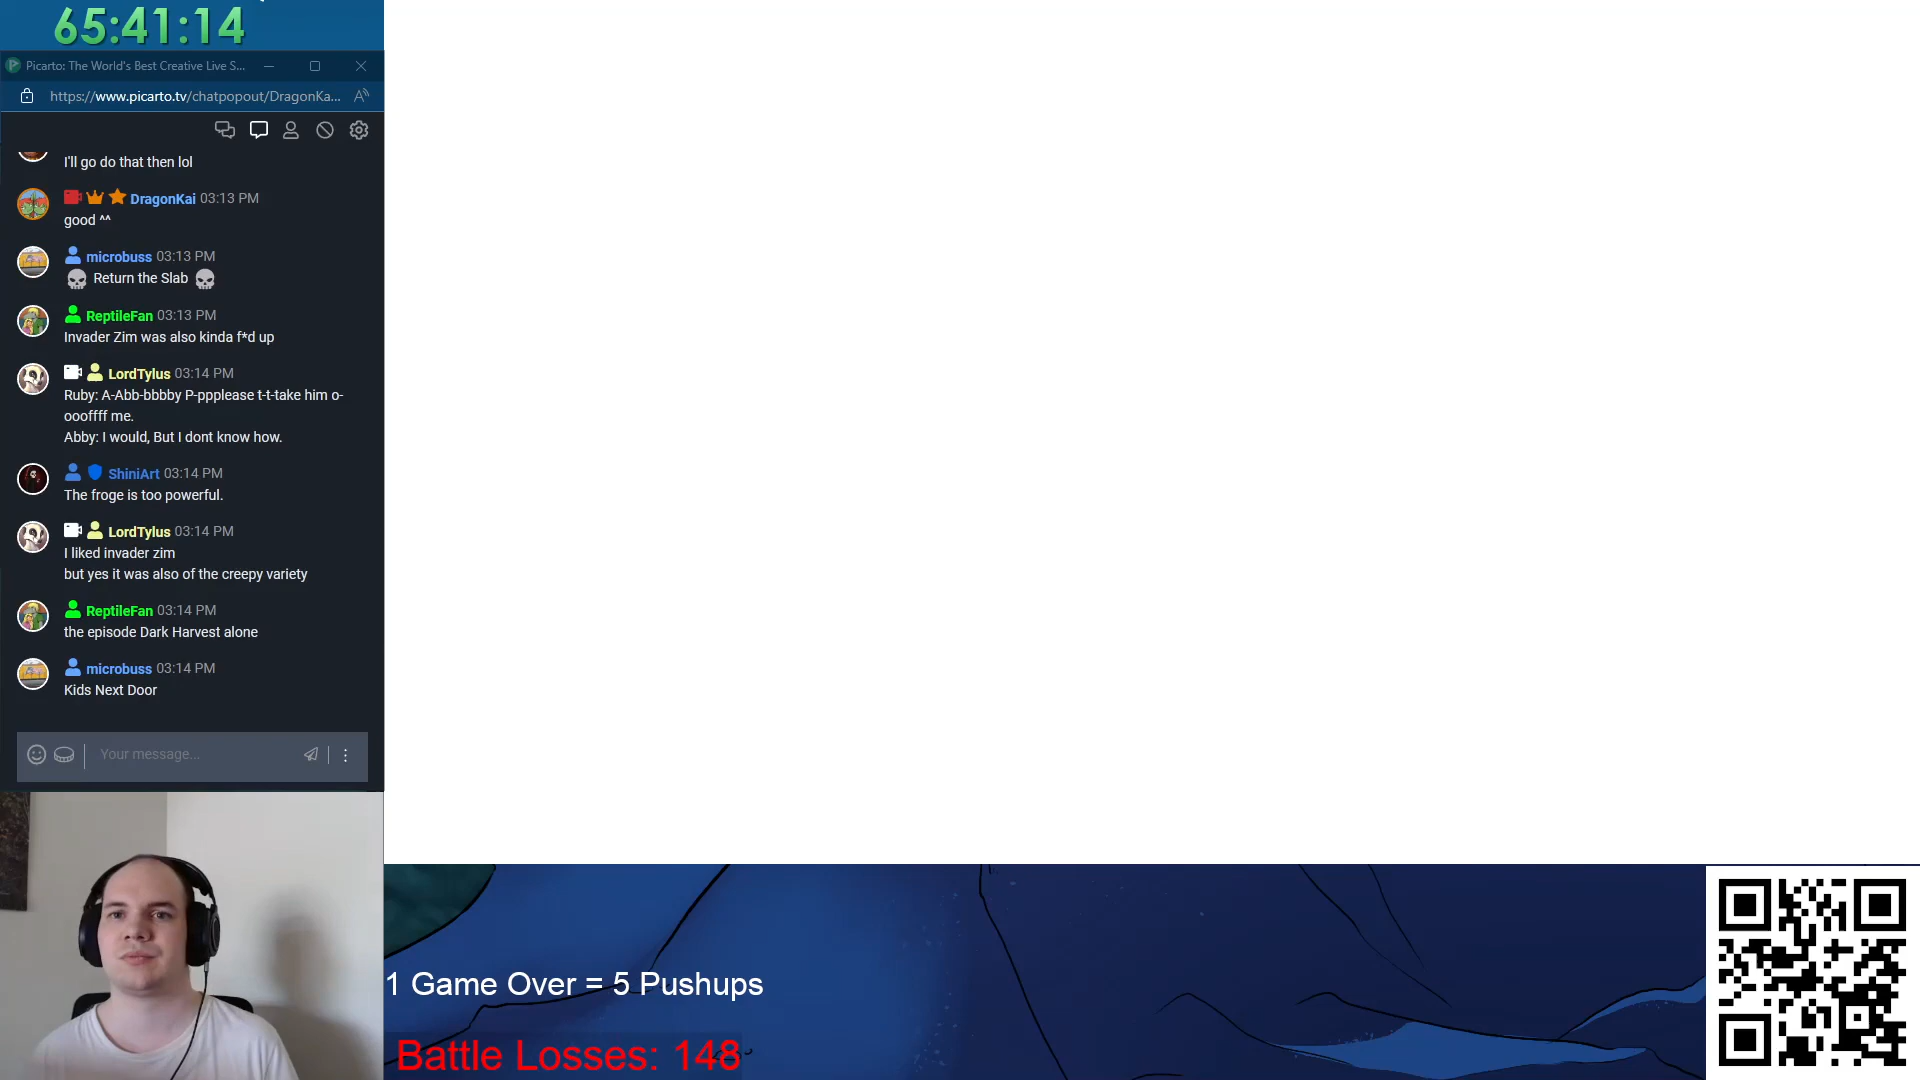 65:41:14
Picarto: The World's Best Creative Live S...
https://www.picarto.tv/chatpopout/DragonKa...
I'll go do that then lol
DragonKai 03:13 PM
good ^^
microbuss 03:13 PM
Return the Slab
ReptileFan 03:13 PM
Invader Zim was also kinda f*d up
LordTylus 03:14 PM
Ruby: A-Abb-bbbby P-ppplease t-t-take him o-
oooffff me.
Abby: I would, But I dont know how.
ShiniArt 03:14 PM
The froge is too powerful.
LordTylus 03:14 PM
I liked invader zim
but yes it was also of the creepy variety
ReptileFan 03:14 PM
the episode Dark Harvest alone
microbuss 03:14 PM
Kids Next Door
Your message...
1 Game Over = 5 Pushups
Battle Losses: 148